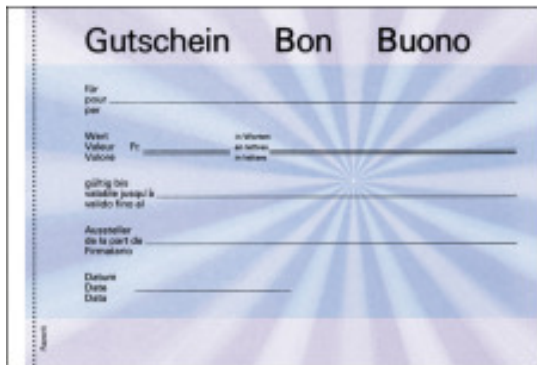 Gutschein Bon Buono
für
pour
per
Wert
Valeur Fr.
Valore
in Worten
en lettres
in lettere
gültig bis
valable jusqu'à
valido fino al
Aussteller
de la part de
Firmatario
Datum
Date
Data